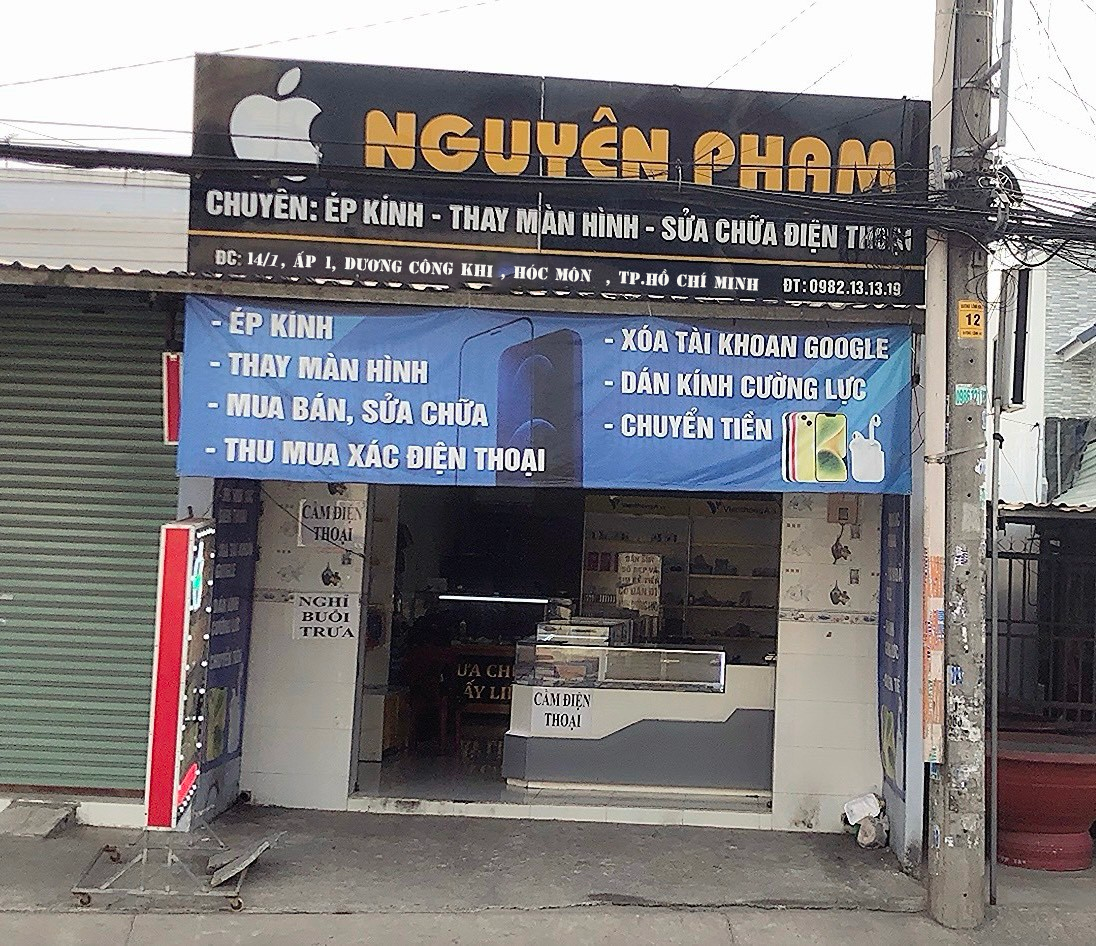 NGUYÊN PHAM
CHUYÊN: ÉP KÍNH - THAY MÀN HÌNH - SỬA CHỮA ĐIỆN THOẠI
ĐC: 14/7, ẤP 1, DƯƠNG CÔNG KHI, HÓC MÔN , TP.HỒ CHÍ MINH ĐT: 0982.13.13.19
- ÉP KÍNH
- THAY MÀN HÌNH
- MUA BÁN, SỬA CHỮA
- THU MUA XÁC ĐIỆN THOẠI
- XÓA TÀI KHOAN GOOGLE
- DÁN KÍNH CƯỜNG LỰC
- CHUYỂN TIỀN
12
CẦM ĐIỆN
THOẠI
NGHỈ
BUỔI
TRƯA
CẦM ĐIỆN
THOẠI